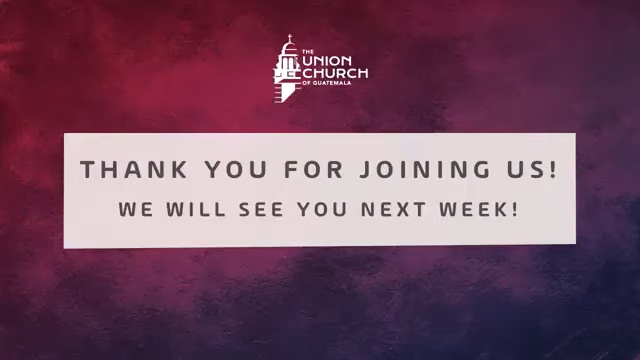 THE
UNION
CHURCH
OF GUATEMALA
THANK YOU FOR JOINING US!
WE WILL SEE YOU NEXT WEEK!